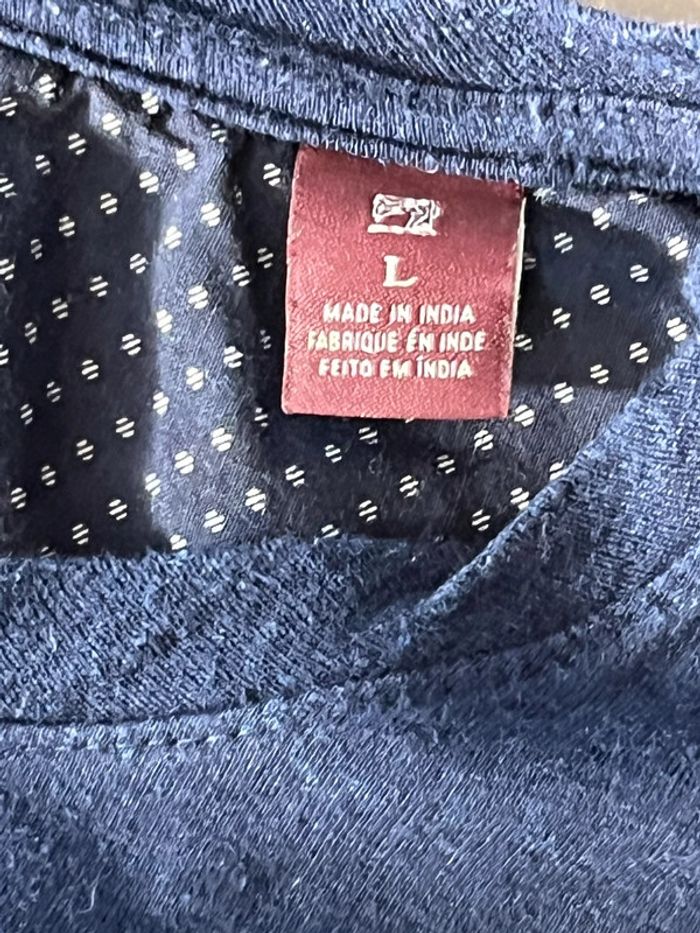 L
MADE IN INDIA
FABRIQUE EN INDE
FEITO EM ÍNDIA